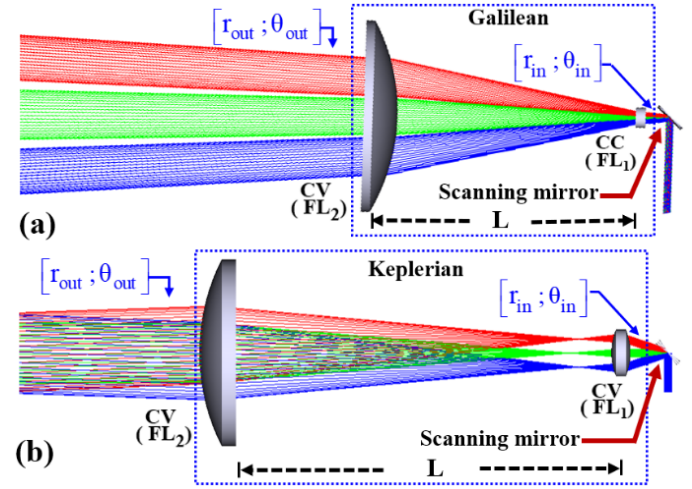 Galilean
[r_out ; θ_out]
[r_in ; θ_in]
CC
(FL₁)
CV
(FL₂)
Scanning mirror
L
(a)
Keplerian
[r_out ; θ_out]
[r_in ; θ_in]
CV
(FL₁)
CV
(FL₂)
Scanning mirror
L
(b)